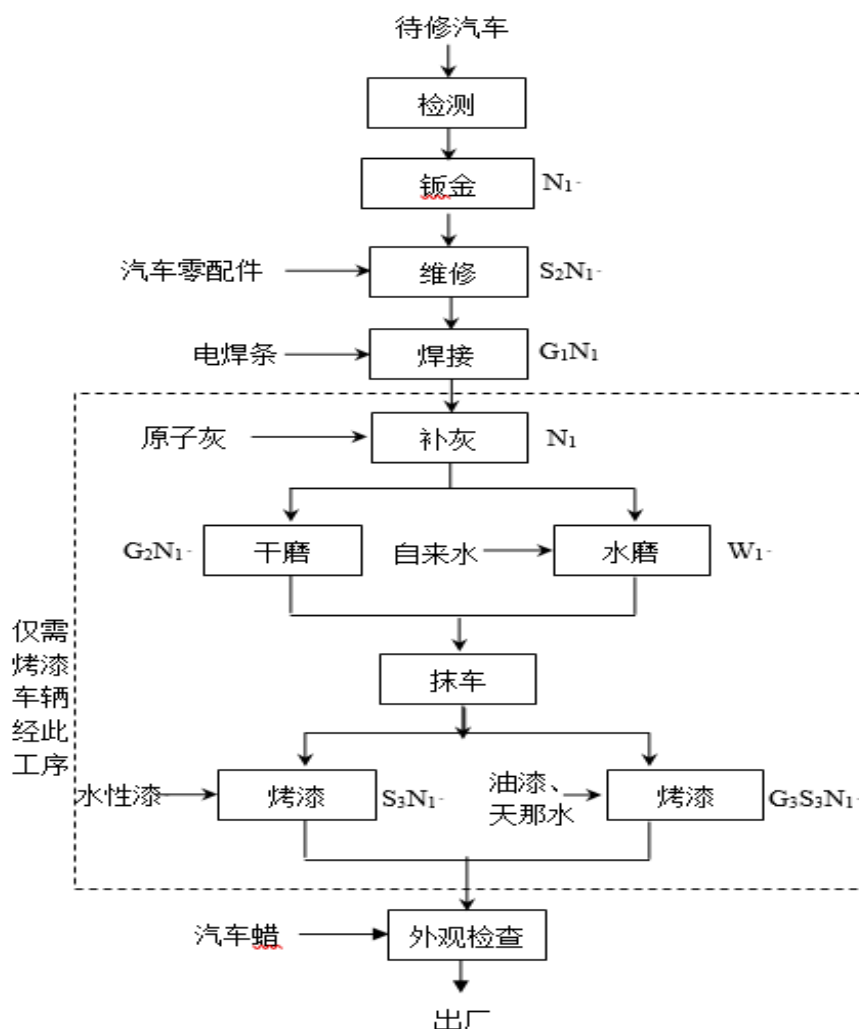 待修汽车
检测
钣金 N₁
汽车零配件 维修 S₂N₁
电焊条 焊接 G₁N₁
原子灰 补灰 N₁
G₂N₁ 干磨 自来水 水磨 W₁
仅需
烤漆
车辆
经此
工序
抹车
水性漆 烤漆 S₃N₁ 油漆、
天那水 烤漆 G₃S₃N₁
汽车蜡 外观检查
出厂